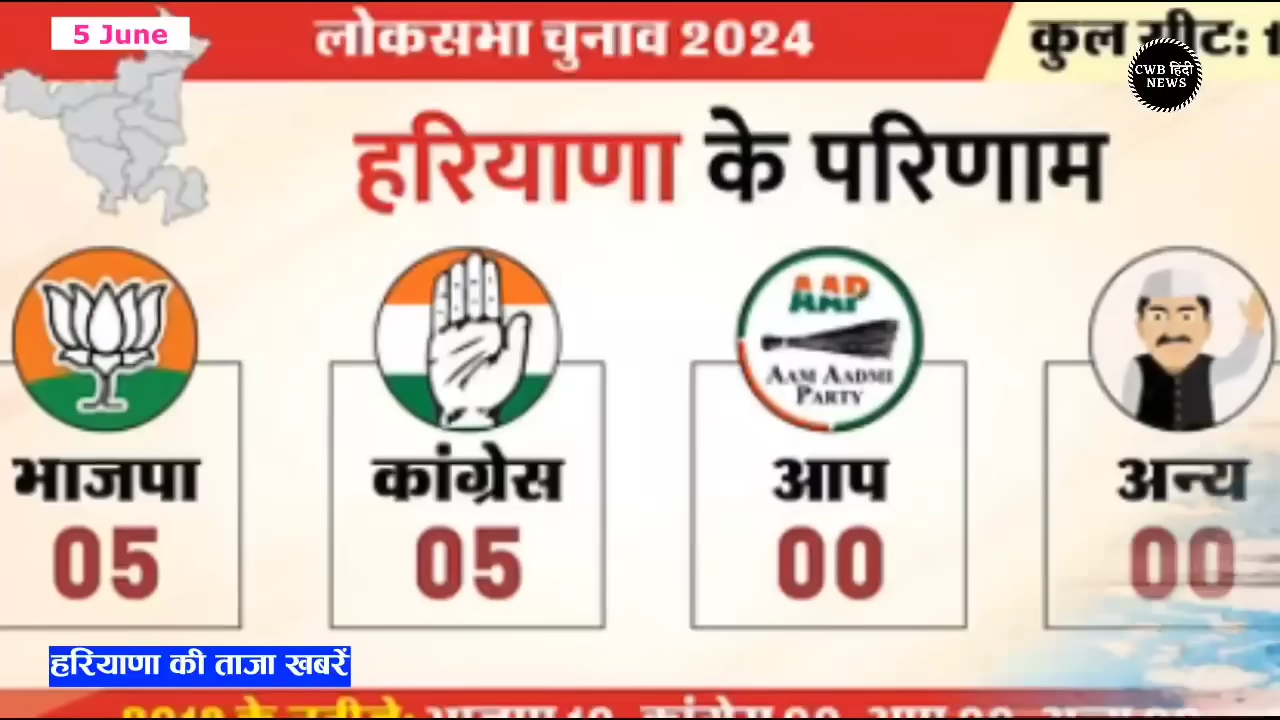 5 June
लोकसभा चुनाव 2024
कुल सीट:
CWB हिंदी
NEWS
हरियाणा के परिणाम
AAP
AAM AADMI
PARTY
भाजपा
कांग्रेस
आप
अन्य
05
05
00
00
हरियाणा की ताजा खबरें